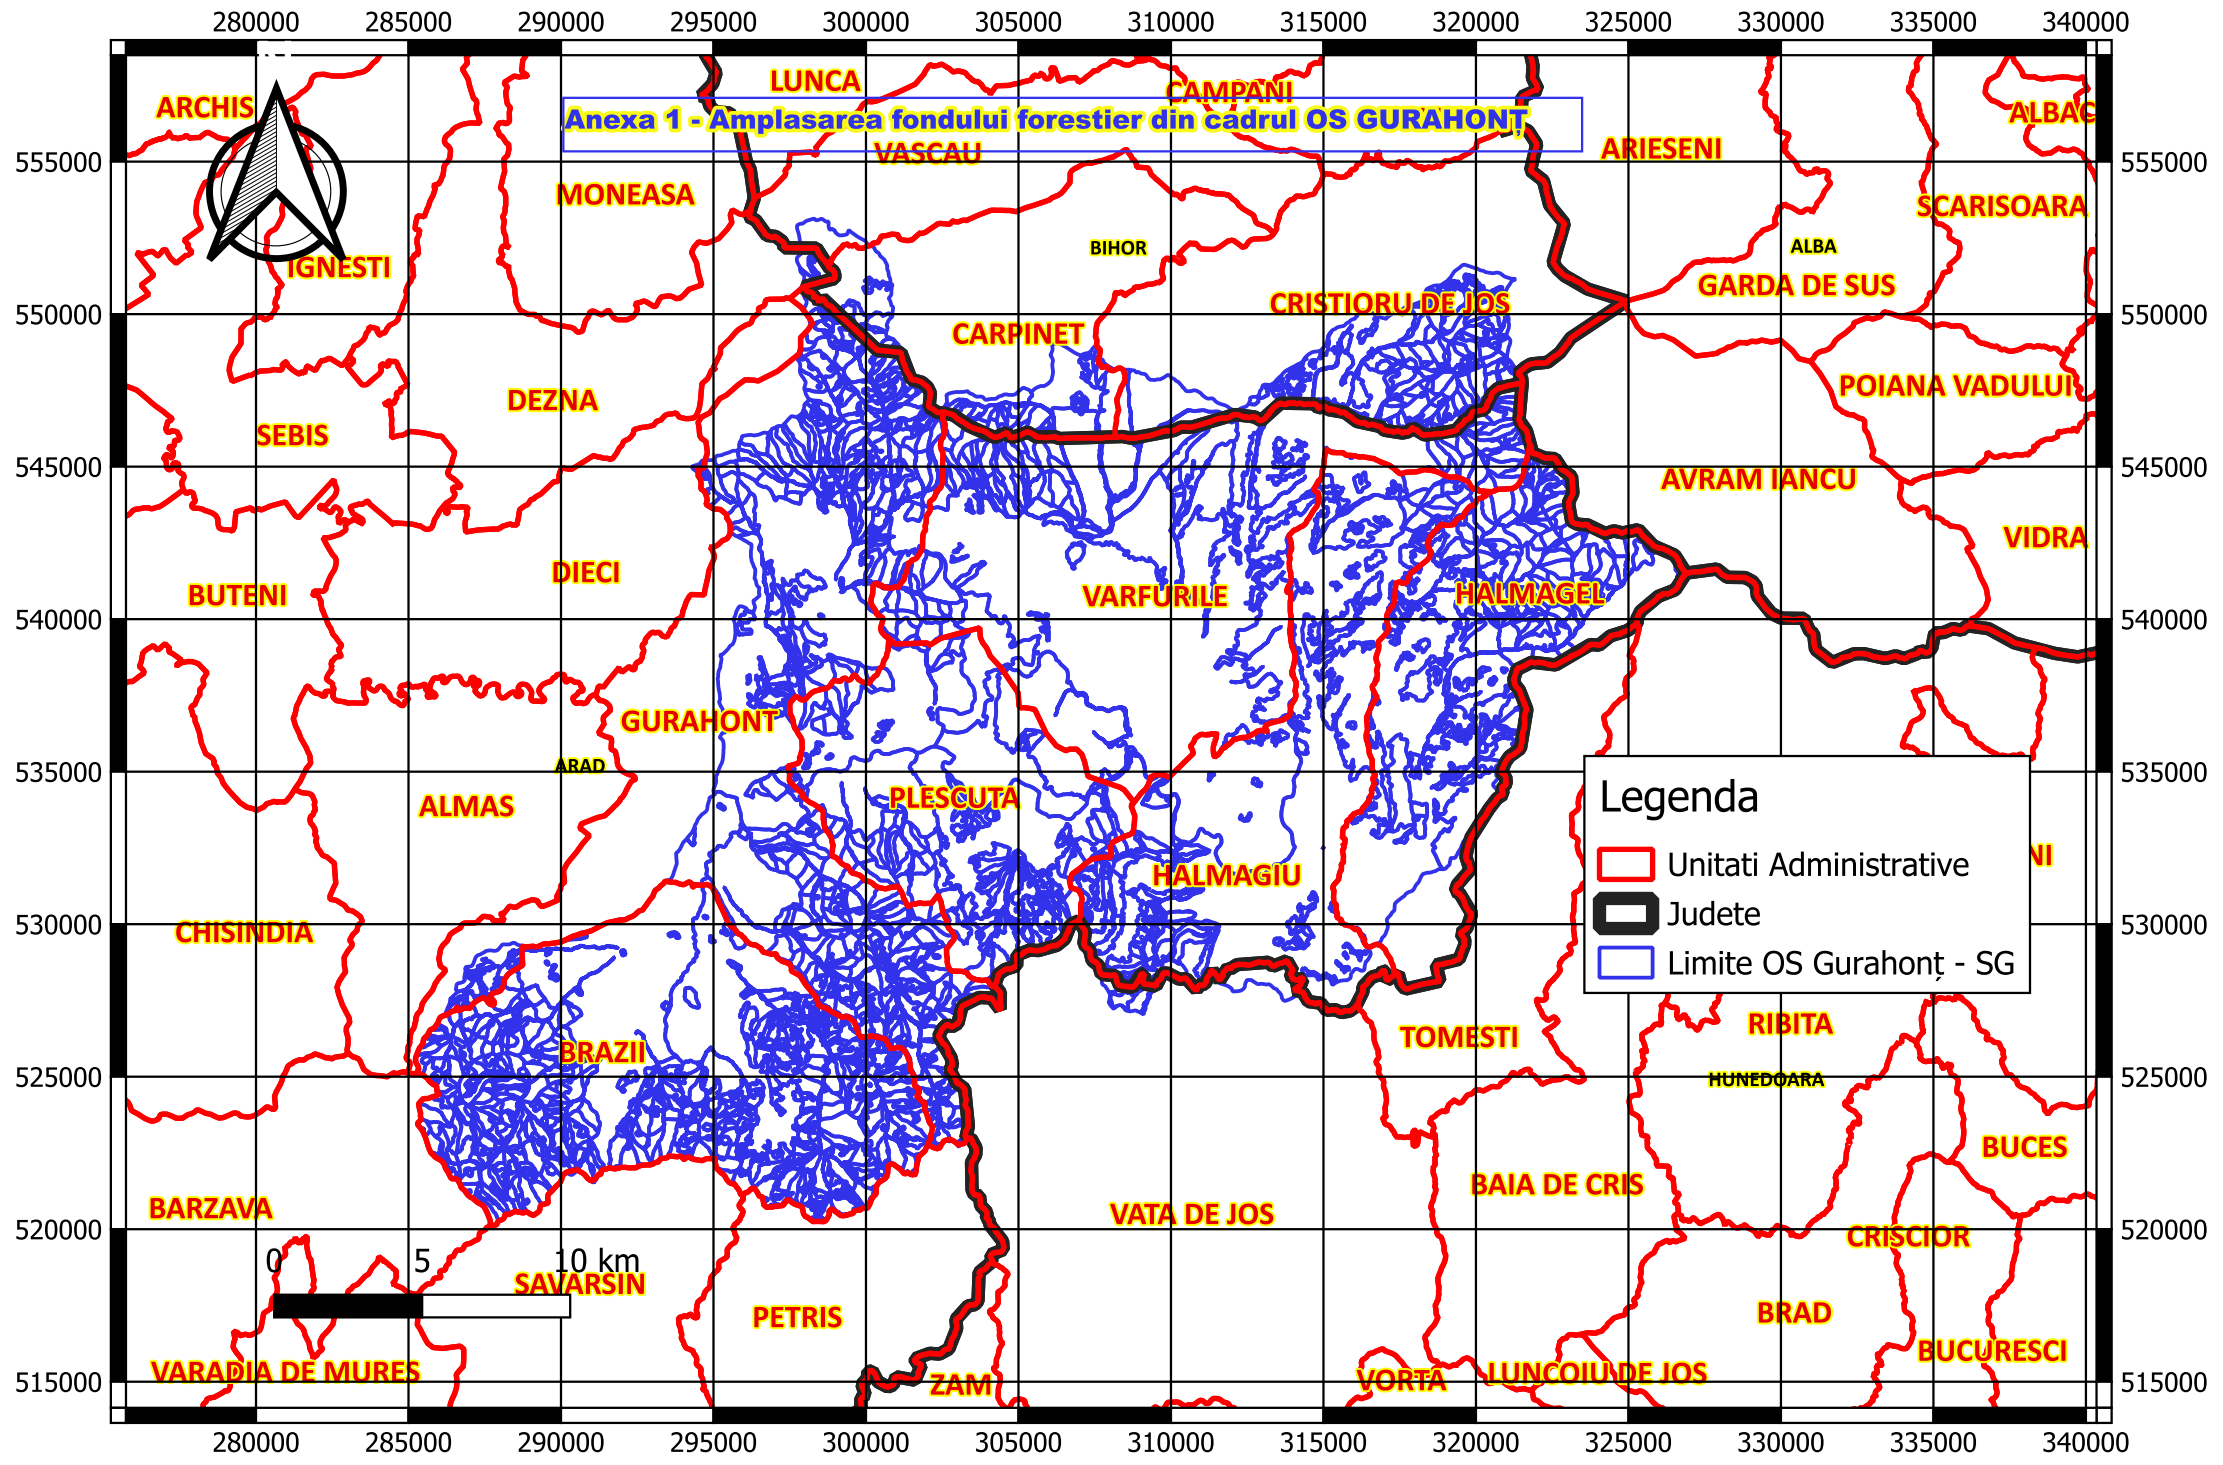 280000 285000 290000 295000 300000 305000 310000 315000 320000 325000 330000 335000 340000
LUNCA
CAMPANI
ARCHIS
ALBAC
Anexa 1 - Amplasarea fondului forestier din cadrul OS GURAHONȚ
VASCAU
ARIESENI
555000 555000
MONEASA
SCARISOARA
BIHOR
ALBA
IGNESTI
GARDA DE SUS
CRISTIORU DE JOS
550000 550000
CARPINET
POIANA VADULUI
DEZNA
SEBIS
545000 545000
AVRAM IANCU
VIDRA
DIECI
BUTENI
VARFURILE
HALMAGEL
540000 540000
GURAHONT
ARAD
535000 535000
ALMAS
PLESCUTA
Legenda
Unitati Administrative
NI
HALMAGIU
Judete
530000 530000
CHISINDIA
Limite OS Gurahonț - SG
RIBITA
TOMESTI
BRAZII
525000 525000
HUNEDOARA
BUCES
BAIA DE CRIS
BARZAVA
VATA DE JOS
520000 520000
CRISCIOR
0 5 10 km
SAVARSIN
PETRIS
BRAD
BUCURESCI
VARADIA DE MURES
ZAM
VORTA
LUNCOIU DE JOS
515000 515000
280000 285000 290000 295000 300000 305000 310000 315000 320000 325000 330000 335000 340000